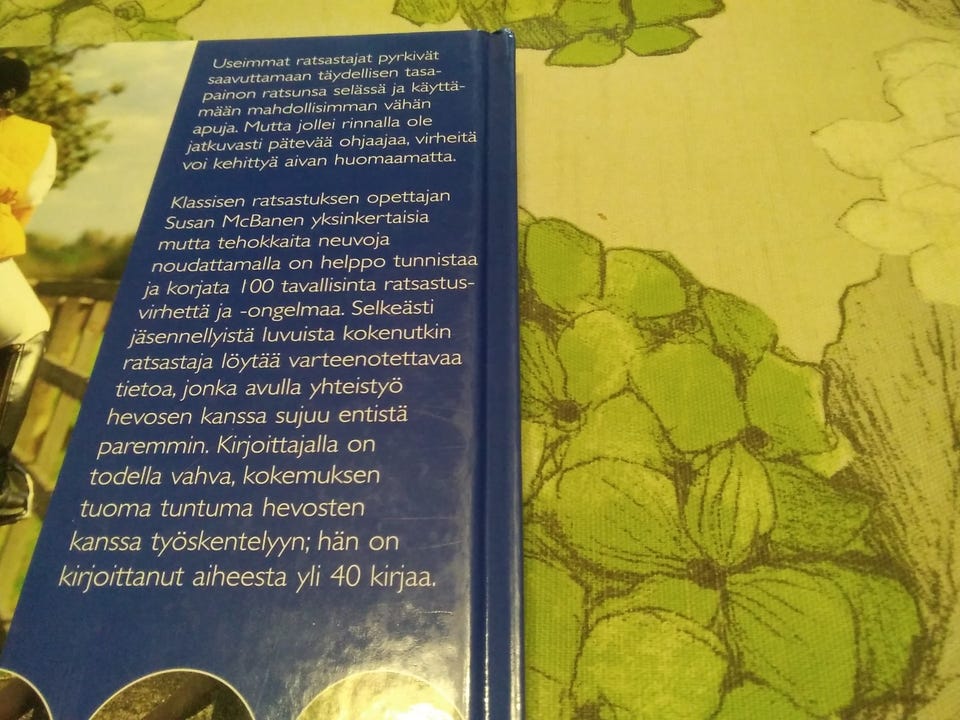 Useimmat ratsastajat pyrkivät
saavuttamaan täydellisen tasa-
painon ratsunsa selässä ja käyttä-
mään mahdollisimman vähän
apuja. Mutta jollei rinnalla ole
jatkuvasti pätevää ohjaajaa, virheitä
voi kehittyä aivan huomaamatta.
Klassisen ratsastuksen opettajan
Susan McBanen yksinkertaisia
mutta tehokkaita neuvoja
noudattamalla on helppo tunnistaa
ja korjata 100 tavallisinta ratsastus-
virhettä ja -ongelmaa. Selkeästi
jäsennellyistä luvuista kokenutkin
ratsastaja löytää varteenotettavaa
tietoa, jonka avulla yhteistyö
hevosen kanssa sujuu entistä
paremmin. Kirjoittajalla on
todella vahva, kokemuksen
tuoma tuntuma hevosten
kanssa työskentelyyn; hän on
kirjoittanut aiheesta yli 40 kirjaa.